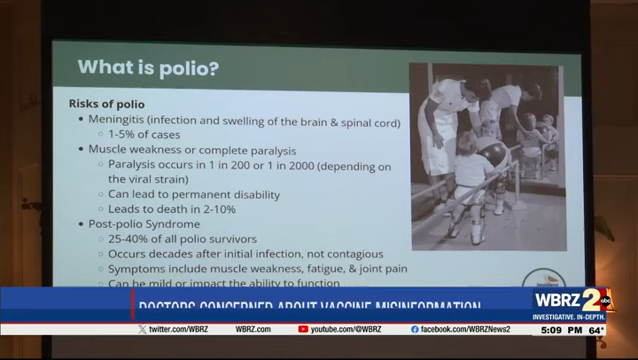 What is polio?
Risks of polio
• Meningitis (infection and swelling of the brain & spinal cord)
○ 1-5% of cases
• Muscle weakness or complete paralysis
○ Paralysis occurs in 1 in 200 or 1 in 2000 (depending on
the viral strain)
○ Can lead to permanent disability
○ Leads to death in 2-10%
• Post-polio Syndrome
○ 25-40% of all polio survivors
○ Occurs decades after initial infection, not contagious
○ Symptoms include muscle weakness, fatigue, & joint pain
○ Can be mild or impact the ability to function
DOCTORS CONCERNED ABOUT VACCINE MISINFORMATION
WBRZ 2 abc
INVESTIGATIVE. IN-DEPTH.
twitter.com/WBRZ WBRZ.com youtube.com/@WBRZ facebook.com/WBRZNews2 5:09 PM 64°